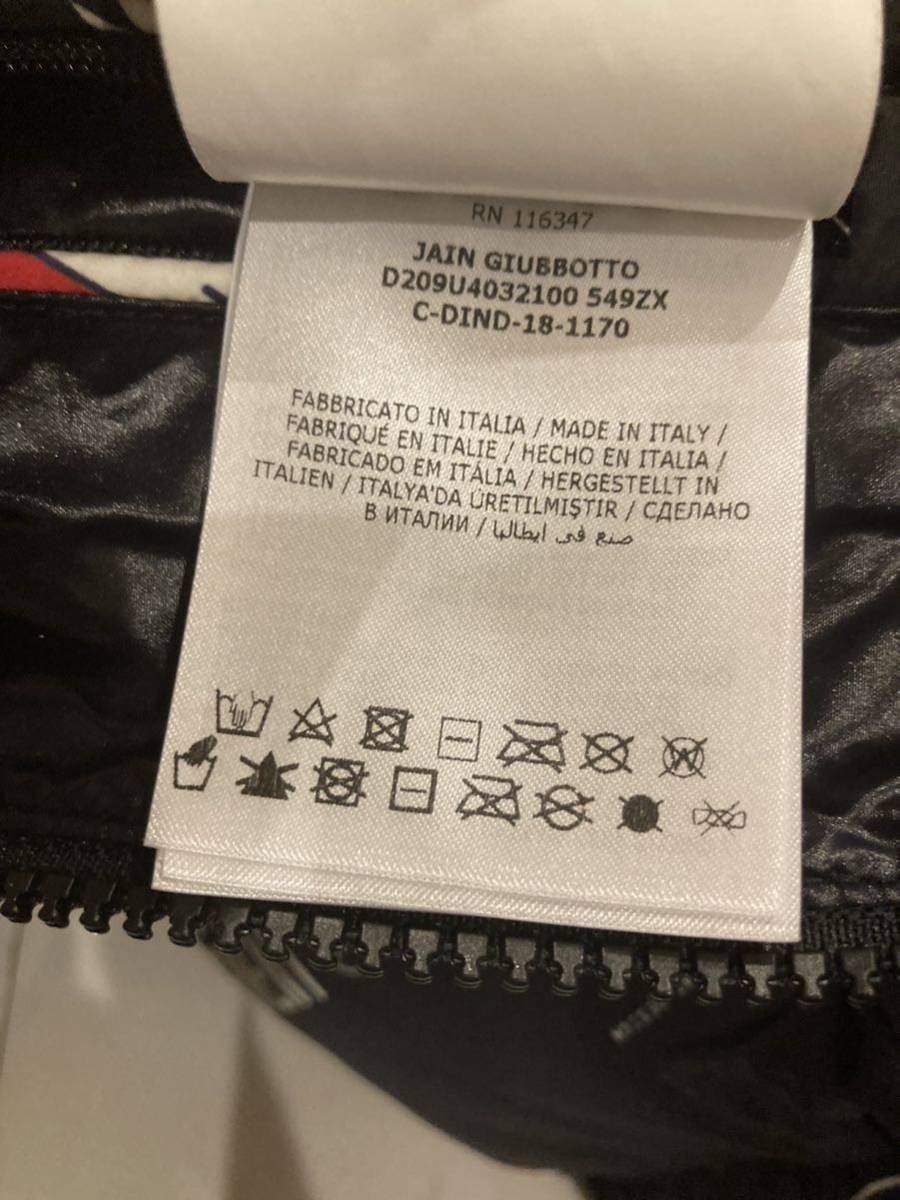 RN 116347
JAIN GIUBBOTTO
D209U4032100 549ZX
C-DIND-18-1170
FABBRICATO IN ITALIA / MADE IN ITALY /
FABRIQUÉ EN ITALIE / HECHO EN ITALIA /
FABRICADO EM ITÁLIA / HERGESTELLT IN
ITALIEN / ITALYA'DA ÜRETILMIŞTIR / СДЕЛАНО
В ИТАЛИИ / صنع في ايطاليا